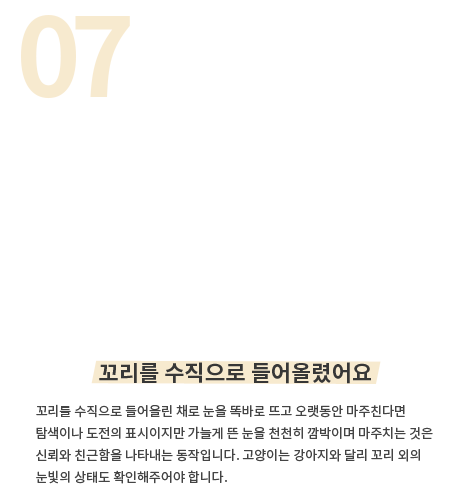 07
꼬리를 수직으로 들어올렸어요
꼬리를 수직으로 들어올린 채로 눈을 똑바로 뜨고 오랫동안 마주친다면
탐색이나 도전의 표시이지만 가늘게 뜬 눈을 천천히 깜박이며 마주치는 것은
신뢰와 친근함을 나타내는 동작입니다. 고양이는 강아지와 달리 꼬리 외의
눈빛의 상태도 확인해주어야 합니다.